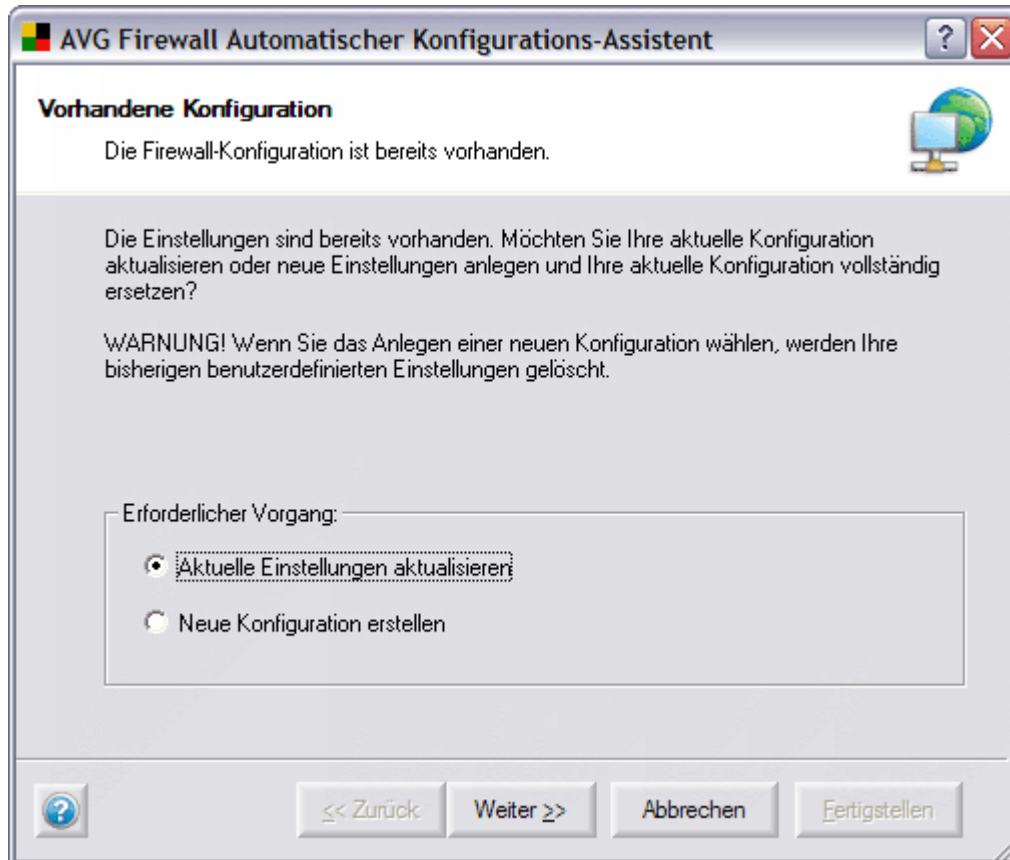 AVG Firewall Automatischer Konfigurations-Assistent
?
Vorhandene Konfiguration
Die Firewall-Konfiguration ist bereits vorhanden.
Die Einstellungen sind bereits vorhanden. Möchten Sie Ihre aktuelle Konfiguration
aktualisieren oder neue Einstellungen anlegen und Ihre aktuelle Konfiguration vollständig
ersetzen?
WARNUNG! Wenn Sie das Anlegen einer neuen Konfiguration wählen, werden Ihre
bisherigen benutzerdefinierten Einstellungen gelöscht.
Erforderlicher Vorgang:
Aktuelle Einstellungen aktualisieren
Neue Konfiguration erstellen
?
<< Zurück
Weiter >>
Abbrechen
Fertigstellen